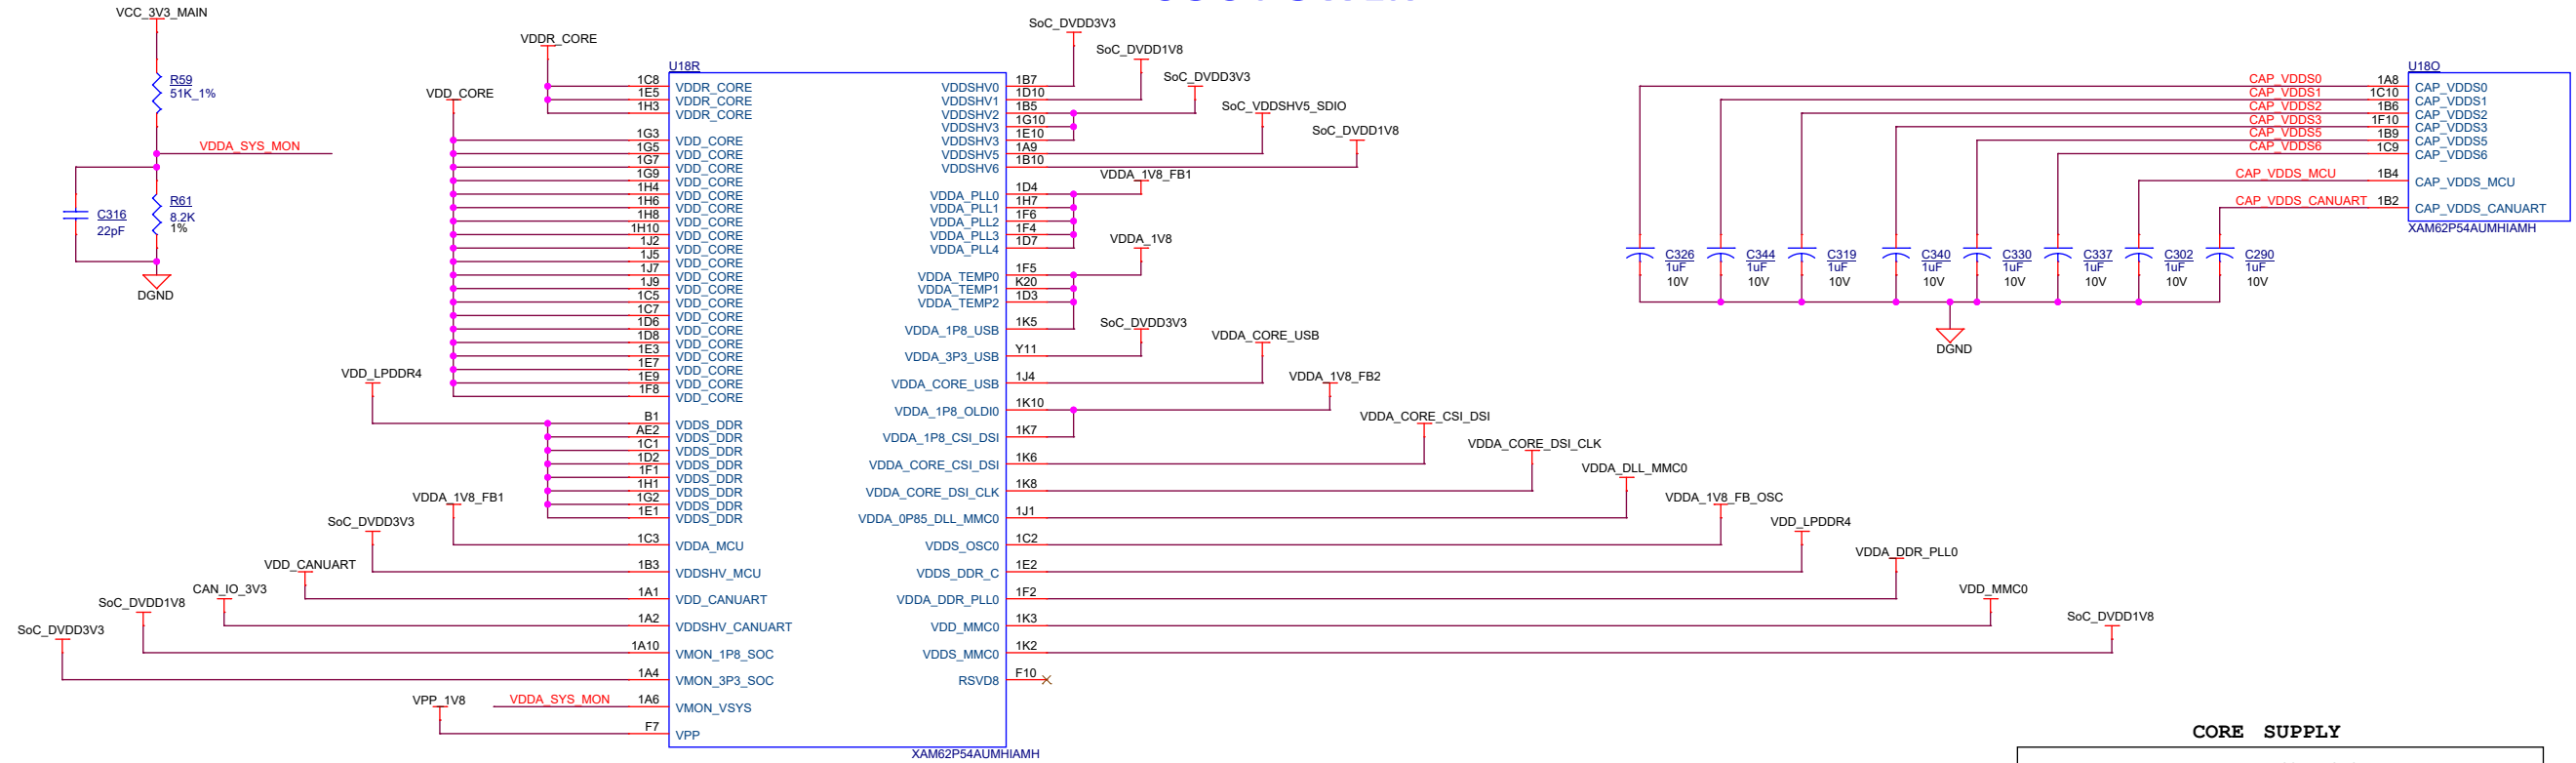 VCC_3V3_MAIN
R59
51K_1%
VDDA_SYS_MON
C316
22pF
R61
8.2K
1%
DGND
VDDR_CORE
VDD_CORE
VDD_LPDDR4
VDDA_1V8_FB1
SoC_DVDD3V3
VDD_CANUART
CAN_IO_3V3
SoC_DVDD1V8
SoC_DVDD3V3
VPP_1V8
VDDA_SYS_MON
U18R
1C8 VDDR_CORE
1E5 VDDR_CORE
1H3 VDDR_CORE
1G3 VDD_CORE
1G5 VDD_CORE
1G7 VDD_CORE
1G9 VDD_CORE
1H4 VDD_CORE
1H6 VDD_CORE
1H8 VDD_CORE
1H10 VDD_CORE
1J2 VDD_CORE
1J5 VDD_CORE
1J7 VDD_CORE
1J9 VDD_CORE
1C5 VDD_CORE
1C7 VDD_CORE
1D6 VDD_CORE
1D8 VDD_CORE
1E3 VDD_CORE
1E7 VDD_CORE
1E9 VDD_CORE
1F8 VDD_CORE
B1 VDDS_DDR
AE2 VDDS_DDR
1C1 VDDS_DDR
1D2 VDDS_DDR
1F1 VDDS_DDR
1H1 VDDS_DDR
1G2 VDDS_DDR
1E1 VDDS_DDR
1C3 VDDA_MCU
1B3 VDDSHV_MCU
1A1 VDD_CANUART
1A2 VDDSHV_CANUART
1A10 VMON_1P8_SOC
1A4 VMON_3P3_SOC
1A6 VMON_VSYS
F7 VPP
VDDSHV0 1B7
VDDSHV1 1D10
VDDSHV2 1B5
VDDSHV3 1G10
VDDSHV3 1E10
VDDSHV5 1A9
VDDSHV6 1B10
VDDA_PLL0 1D4
VDDA_PLL1 1H7
VDDA_PLL2 1F6
VDDA_PLL3 1F4
VDDA_PLL4 1D7
VDDA_TEMP0 1F5
VDDA_TEMP1 K20
VDDA_TEMP2 1D3
VDDA_1P8_USB 1K5
VDDA_3P3_USB Y11
VDDA_CORE_USB 1J4
VDDA_1P8_OLDI0 1K10
VDDA_1P8_CSI_DSI 1K7
VDDA_CORE_CSI_DSI 1K6
VDDA_CORE_DSI_CLK 1K8
VDDA_0P85_DLL_MMC0 1J1
VDDS_OSC0 1C2
VDDS_DDR_C 1E2
VDDA_DDR_PLL0 1F2
VDD_MMC0 1K3
VDDS_MMC0 1K2
RSVD8 F10
XAM62P54AUMHIAMH
SoC_DVDD3V3
SoC_DVDD1V8
SoC_DVDD3V3
SoC_VDDSHV5_SDIO
SoC_DVDD1V8
VDDA_1V8_FB1
VDDA_1V8
SoC_DVDD3V3
VDDA_CORE_USB
VDDA_1V8_FB2
VDDA_CORE_CSI_DSI
VDDA_CORE_DSI_CLK
VDDA_DLL_MMC0
VDDA_1V8_FB_OSC
VDD_LPDDR4
VDDA_DDR_PLL0
VDD_MMC0
SoC_DVDD1V8
U18O
CAP_VDDS0 1A8 CAP_VDDS0
CAP_VDDS1 1C10 CAP_VDDS1
CAP_VDDS2 1B6 CAP_VDDS2
CAP_VDDS3 1F10 CAP_VDDS3
CAP_VDDS5 1B9 CAP_VDDS5
CAP_VDDS6 1C9 CAP_VDDS6
CAP_VDDS_MCU 1B4 CAP_VDDS_MCU
CAP_VDDS_CANUART 1B2 CAP_VDDS_CANUART
XAM62P54AUMHIAMH
C326 C344 C319 C340 C330 C337 C302 C290
1uF 1uF 1uF 1uF 1uF 1uF 1uF 1uF
10V 10V 10V 10V 10V 10V 10V 10V
DGND
CORE SUPPLY